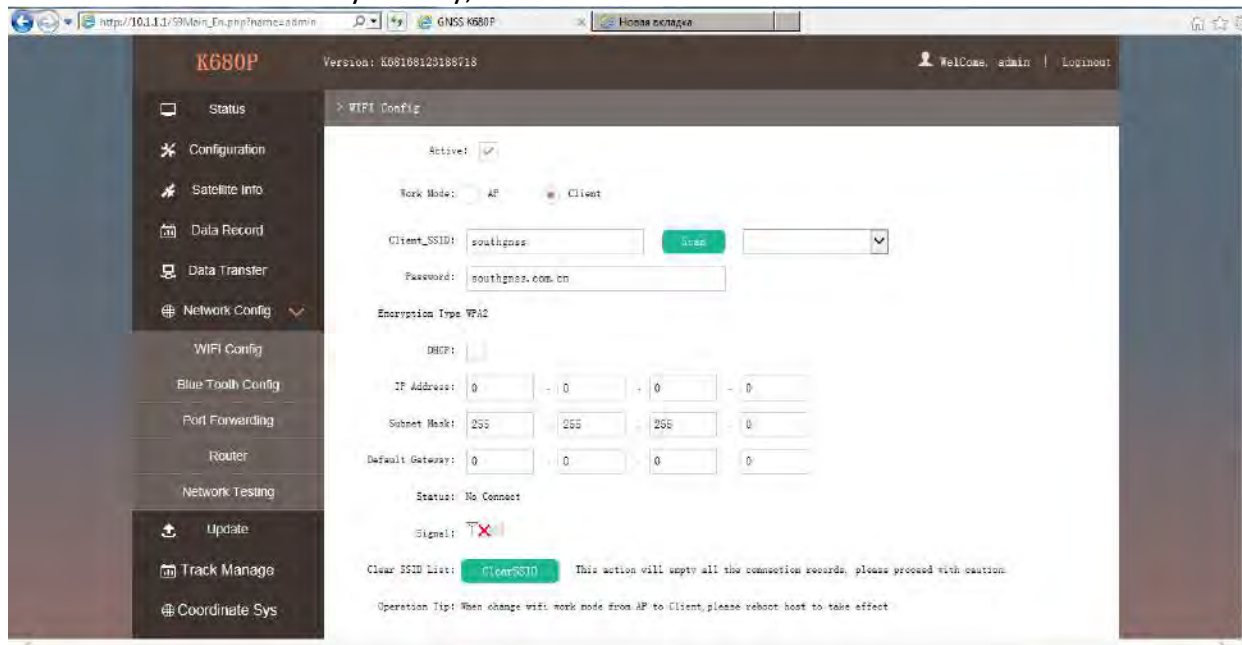 http://10.1.1.1/S9Main_En.php?name=admin
GNSS K680P
Новая вкладка
K680P
Version: K68168123188718
WelCome, admin | Loginout
Status
> WIFI Config
Configuration
Active:
Satellite Info
Work Mode: AP Client
Data Record
Client_SSID: southgnss Scan
Data Transfer
Password: southgnss.com.cn
Network Config
Encryption Type WPA2
WIFI Config
DHCP:
Blue Tooth Config
IP Address: 0 . 0 . 0 . 0
Port Forwarding
Subnet Mask: 255 . 255 . 255 . 0
Router
Default Gateway: 0 . 0 . 0 . 0
Network Testing
Status: No Connect
Update
Signal:
Track Manage
Clear SSID List: ClearSSID This action will empty all the connection records, please proceed with caution.
Coordinate Sys
Operation Tip: When change wifi work mode from AP to Client,please reboot host to take effect